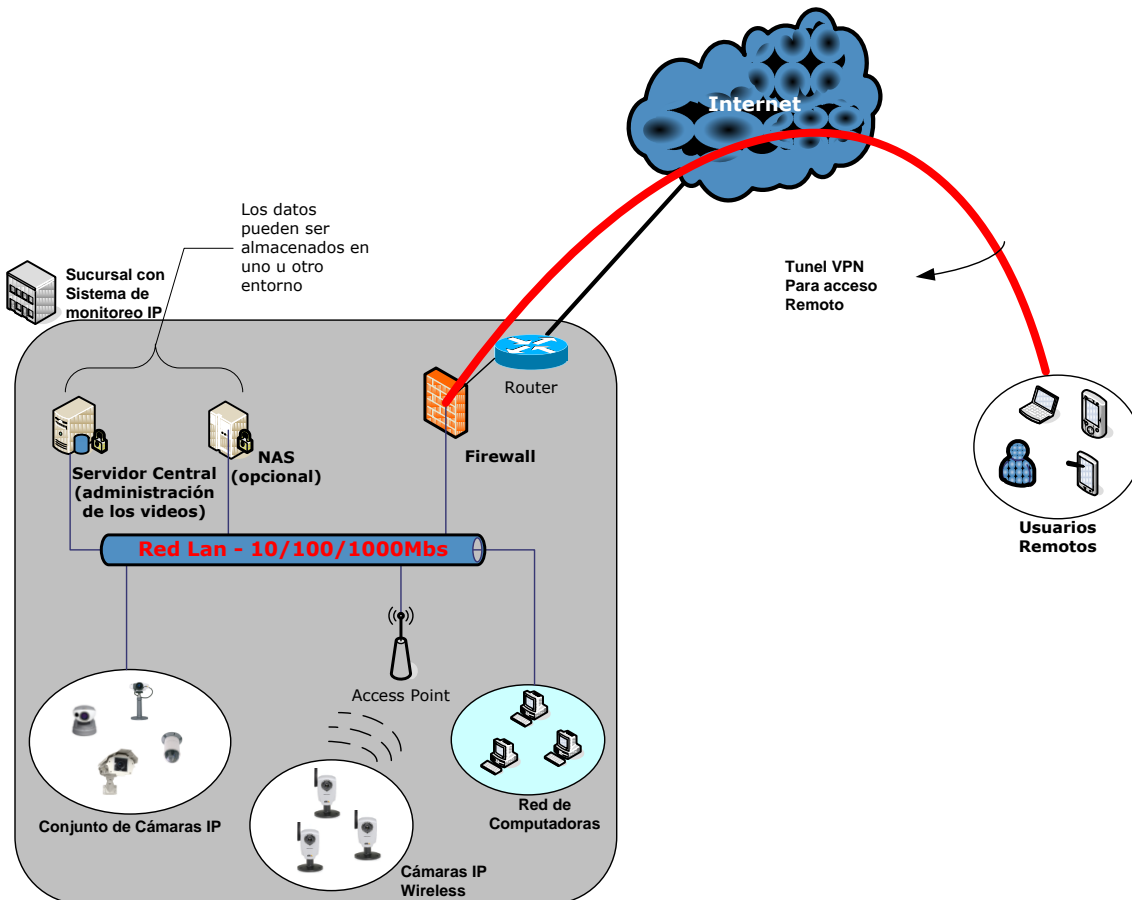 Internet
Los datos
pueden ser
almacenados en
uno u otro
entorno
Sucursal con
Sistema de
monitoreo IP
Tunel VPN
Para acceso
Remoto
Router
Servidor Central
(administración
de los videos)
NAS
(opcional)
Firewall
Usuarios
Remotos
Red Lan - 10/100/1000Mbs
Access Point
Conjunto de Cámaras IP
Red de
Computadoras
Cámaras IP
Wireless